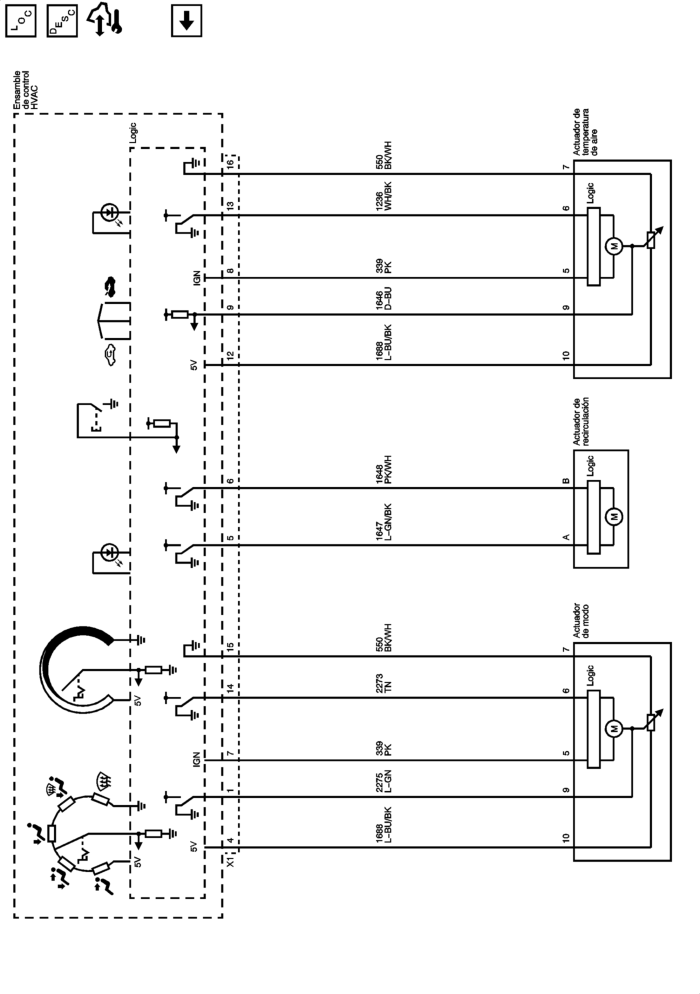 LOC
DESC
Ensamble
de control
HVAC
Logic
16
550
BK/WH
7
Actuador de
temperatura
de aire
13
1236
WH/BK
6
Logic
IGN
8
339
PK
5
M
9
1646
D-BU
9
5V
12
1688
L-BU/BK
10
6
1648
PK/WH
B
Actuador de
recirculación
Logic
5
1647
L-GN/BK
A
M
15
550
BK/WH
7
Actuador
de modo
5V
14
2273
TN
6
Logic
IGN
7
339
PK
5
M
1
2275
L-GN
9
5V
5V
4
1688
L-BU/BK
10
X1